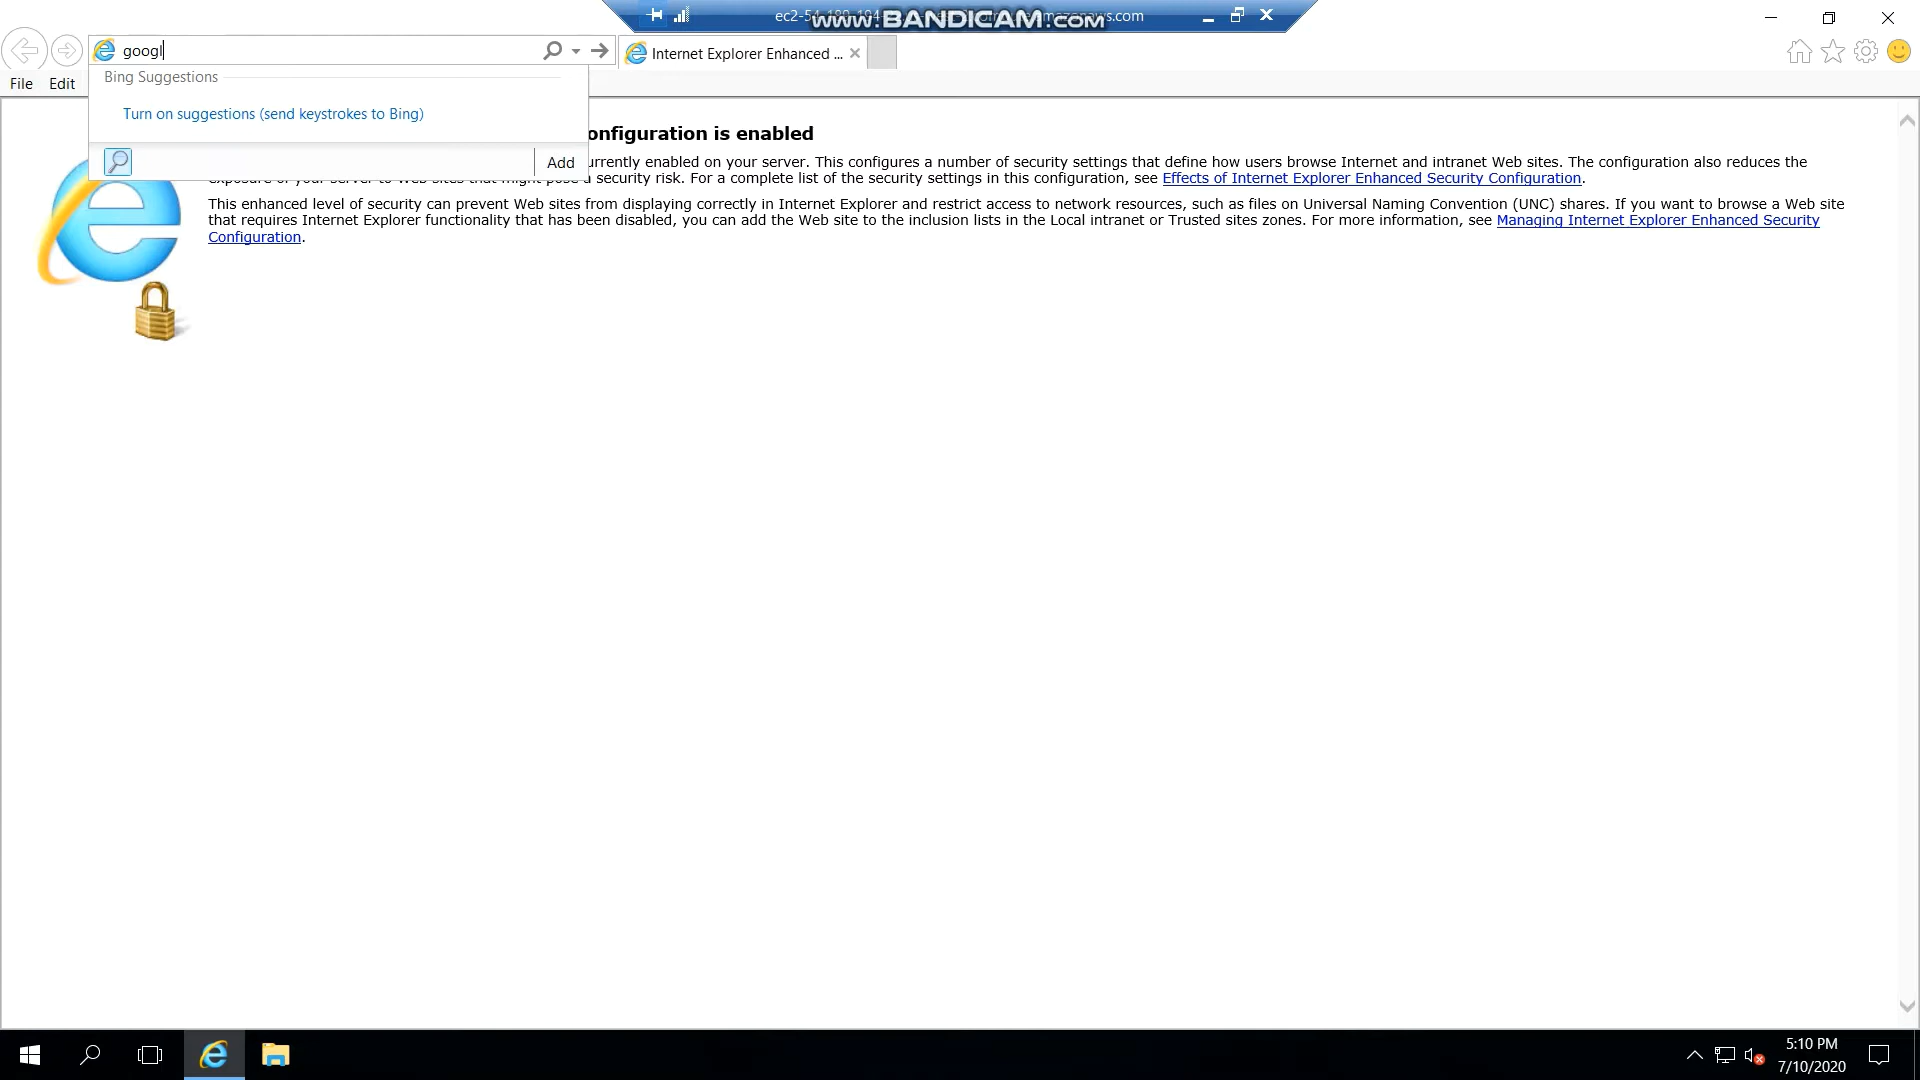 www.BANDICAM.com
googl
Internet Explorer Enhanced ...
File Edit
Bing Suggestions
Turn on suggestions (send keystrokes to Bing)
Add
onfiguration is enabled
urrently enabled on your server. This configures a number of security settings that define how users browse Internet and intranet Web sites. The configuration also reduces the
security risk. For a complete list of the security settings in this configuration, see Effects of Internet Explorer Enhanced Security Configuration.
This enhanced level of security can prevent Web sites from displaying correctly in Internet Explorer and restrict access to network resources, such as files on Universal Naming Convention (UNC) shares. If you want to browse a Web site
that requires Internet Explorer functionality that has been disabled, you can add the Web site to the inclusion lists in the Local intranet or Trusted sites zones. For more information, see Managing Internet Explorer Enhanced Security
Configuration.
5:10 PM
7/10/2020